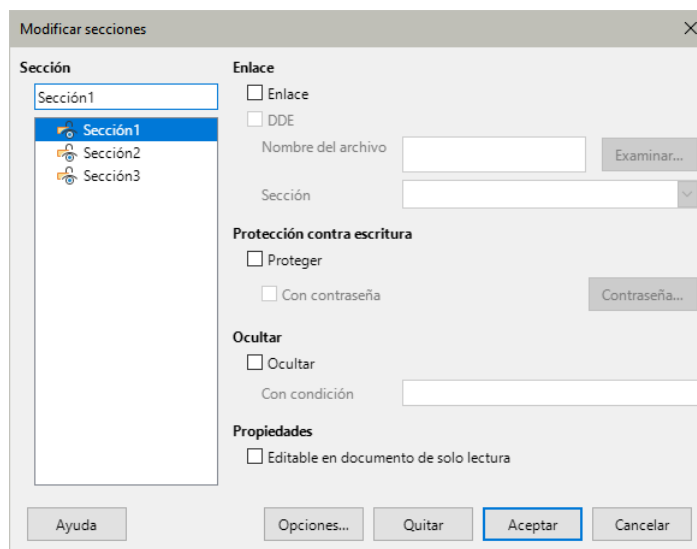 Modificar secciones
Sección
Sección1
Sección1
Sección2
Sección3
Enlace
Enlace
DDE
Nombre del archivo
Examinar...
Sección
Protección contra escritura
Proteger
Con contraseña
Contraseña...
Ocultar
Ocultar
Con condición
Propiedades
Editable en documento de solo lectura
Ayuda
Opciones...
Quitar
Aceptar
Cancelar